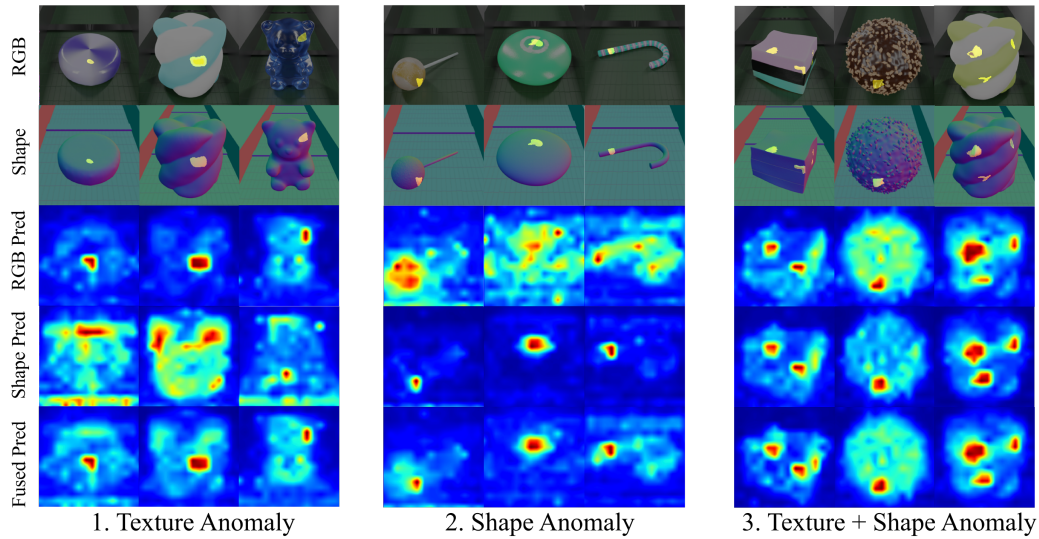 RGB
Shape
RGB Pred
Shape Pred
Fused Pred
1. Texture Anomaly
2. Shape Anomaly
3. Texture + Shape Anomaly